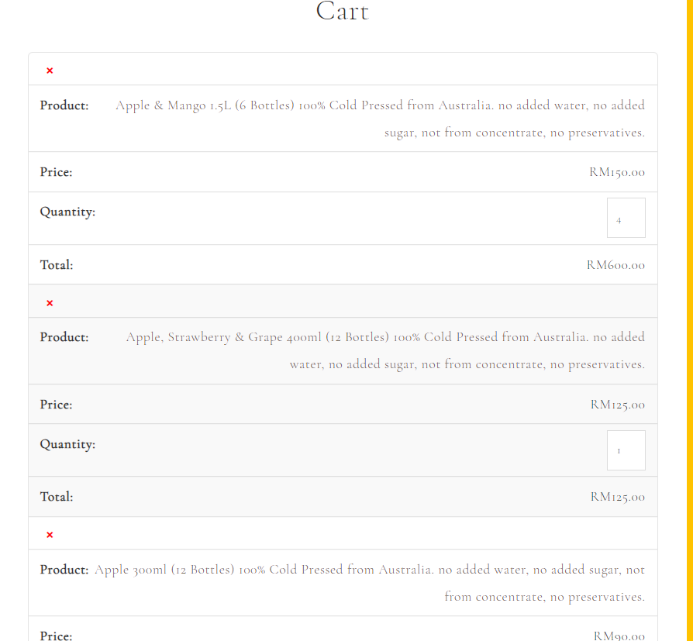 Cart
×
Product: Apple & Mango 1.5L (6 Bottles) 100% Cold Pressed from Australia. no added water, no added
sugar, not from concentrate, no preservatives.
Price: RM150.00
Quantity: 4
Total: RM600.00
×
Product: Apple, Strawberry & Grape 400ml (12 Bottles) 100% Cold Pressed from Australia. no added
water, no added sugar, not from concentrate, no preservatives.
Price: RM125.00
Quantity: 1
Total: RM125.00
×
Product: Apple 300ml (12 Bottles) 100% Cold Pressed from Australia. no added water, no added sugar, not
from concentrate, no preservatives.
Price: RM90.00